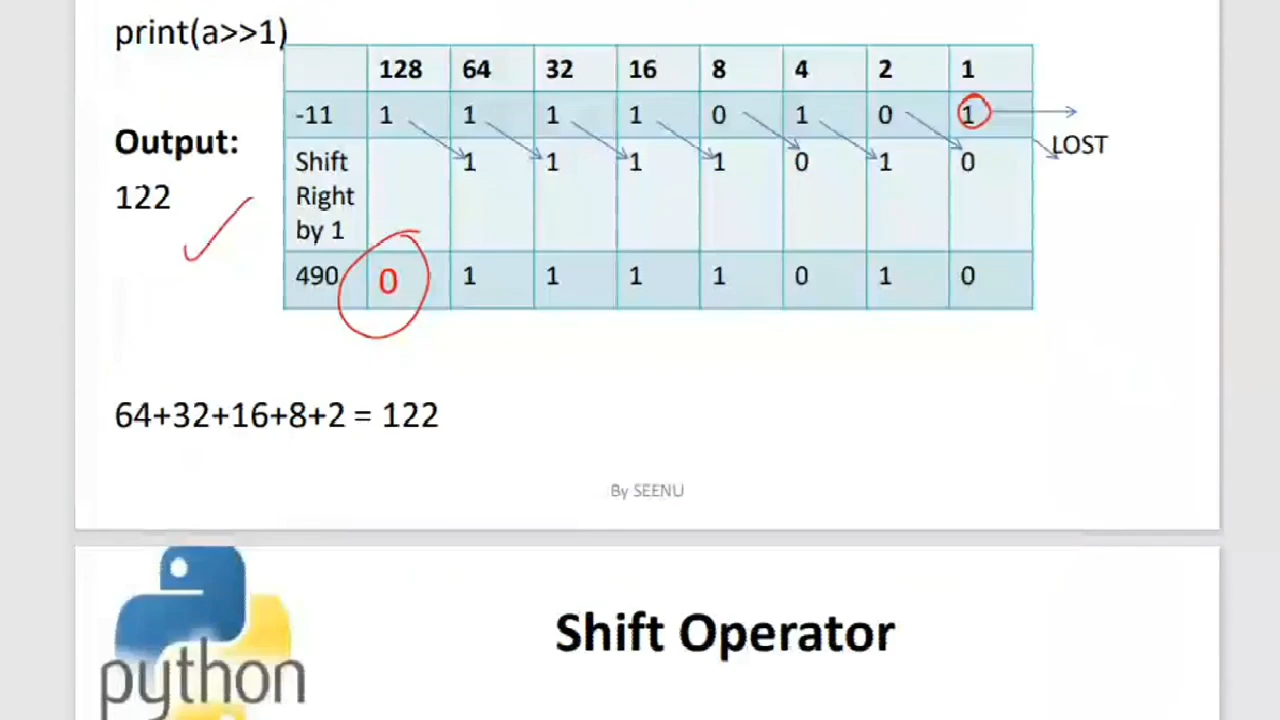 print(a>>1)
128 64 32 16 8 4 2 1
-11 1 1 1 1 0 1 0 1
LOST
Shift 1 1 1 1 0 1 0
Right
by 1
490 0 1 1 1 1 0 1 0
Output:
122
64+32+16+8+2 = 122
By SEENU
python
Shift Operator